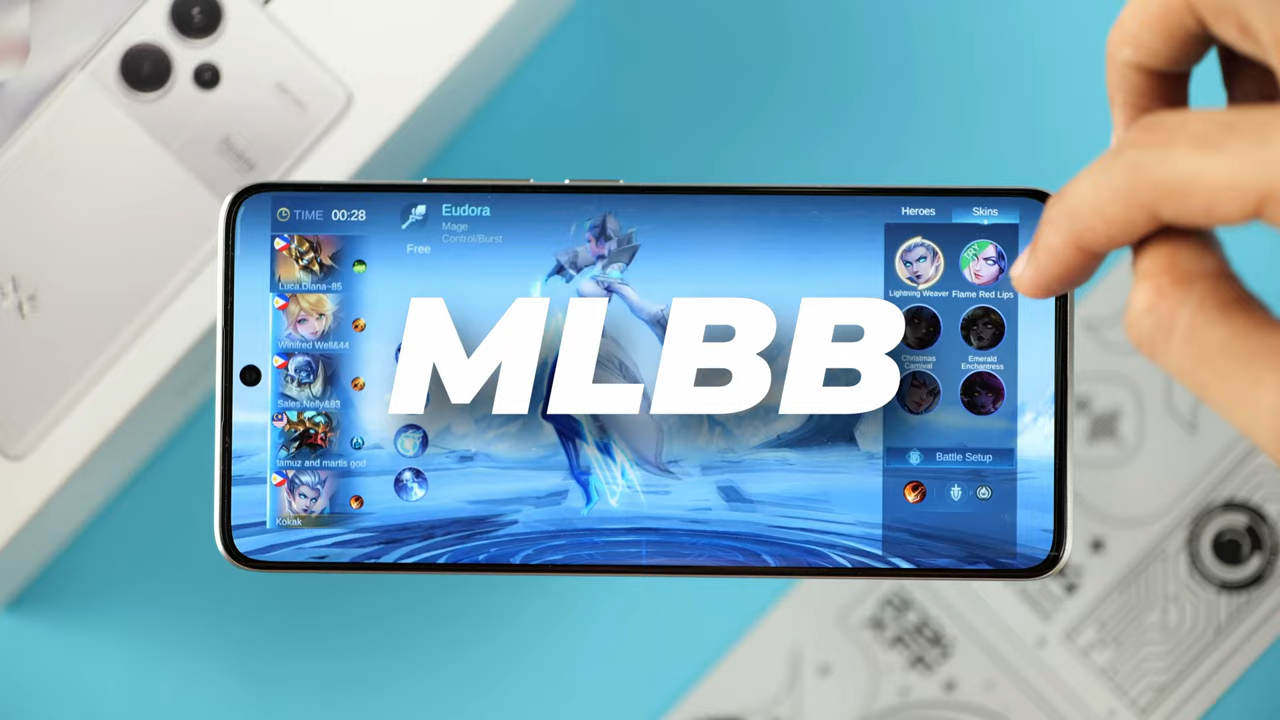 TIME 00:28
Eudora
Mage
Control/Burst
Free
Heroes Skins
Luca.Diana~85
Winifred Well&44
Sales.Nelly&83
tamuz and martis god
Kokak
MLBB
TRY
Lightning Weaver Flame Red Lips
Christmas
Carnival
Emerald
Enchantress
Battle Setup